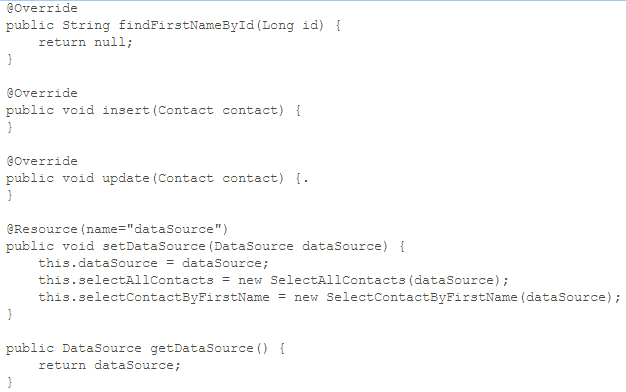 @Override
public String findFirstNameById(Long id) {
    return null;
}

@Override
public void insert(Contact contact) {
}

@Override
public void update(Contact contact) {.
}

@Resource(name="dataSource")
public void setDataSource(DataSource dataSource) {
    this.dataSource = dataSource;
    this.selectAllContacts = new SelectAllContacts(dataSource);
    this.selectContactByFirstName = new SelectContactByFirstName(dataSource);
}

public DataSource getDataSource() {
    return dataSource;
}